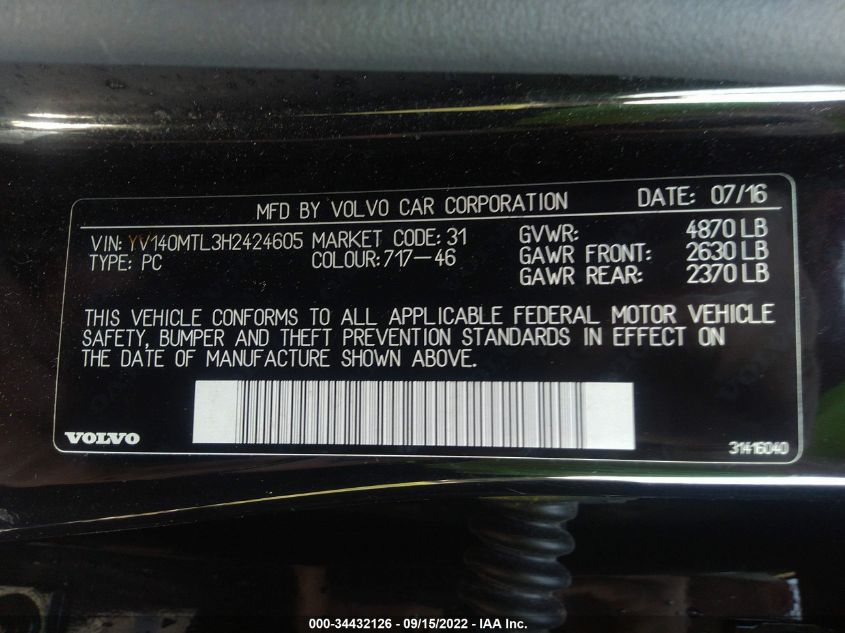 MFD BY VOLVO CAR CORPORATION DATE: 07/16
VIN: YV140MTL3H2424605 MARKET CODE: 31 GVWR: 4870 LB
TYPE: PC COLOUR: 717-46 GAWR FRONT: 2630 LB
GAWR REAR: 2370 LB
THIS VEHICLE CONFORMS TO ALL APPLICABLE FEDERAL MOTOR VEHICLE
SAFETY, BUMPER AND THEFT PREVENTION STANDARDS IN EFFECT ON
THE DATE OF MANUFACTURE SHOWN ABOVE.
VOLVO 31416040
000-34432126 - 09/15/2022 - IAA Inc.